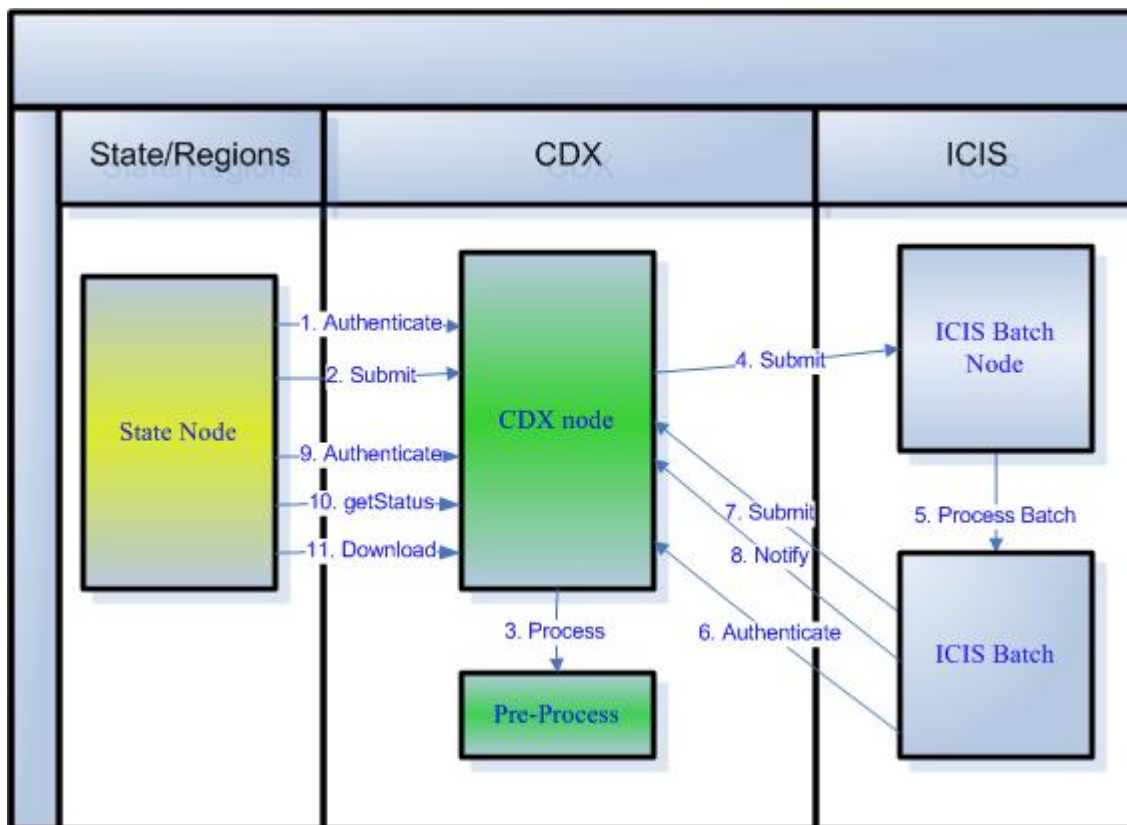 State/Regions
CDX
ICIS
State Node
1. Authenticate
2. Submit
9. Authenticate
10. getStatus
11. Download
CDX node
3. Process
Pre-Process
4. Submit
ICIS Batch
Node
5. Process Batch
7. Submit
8. Notify
6. Authenticate
ICIS Batch